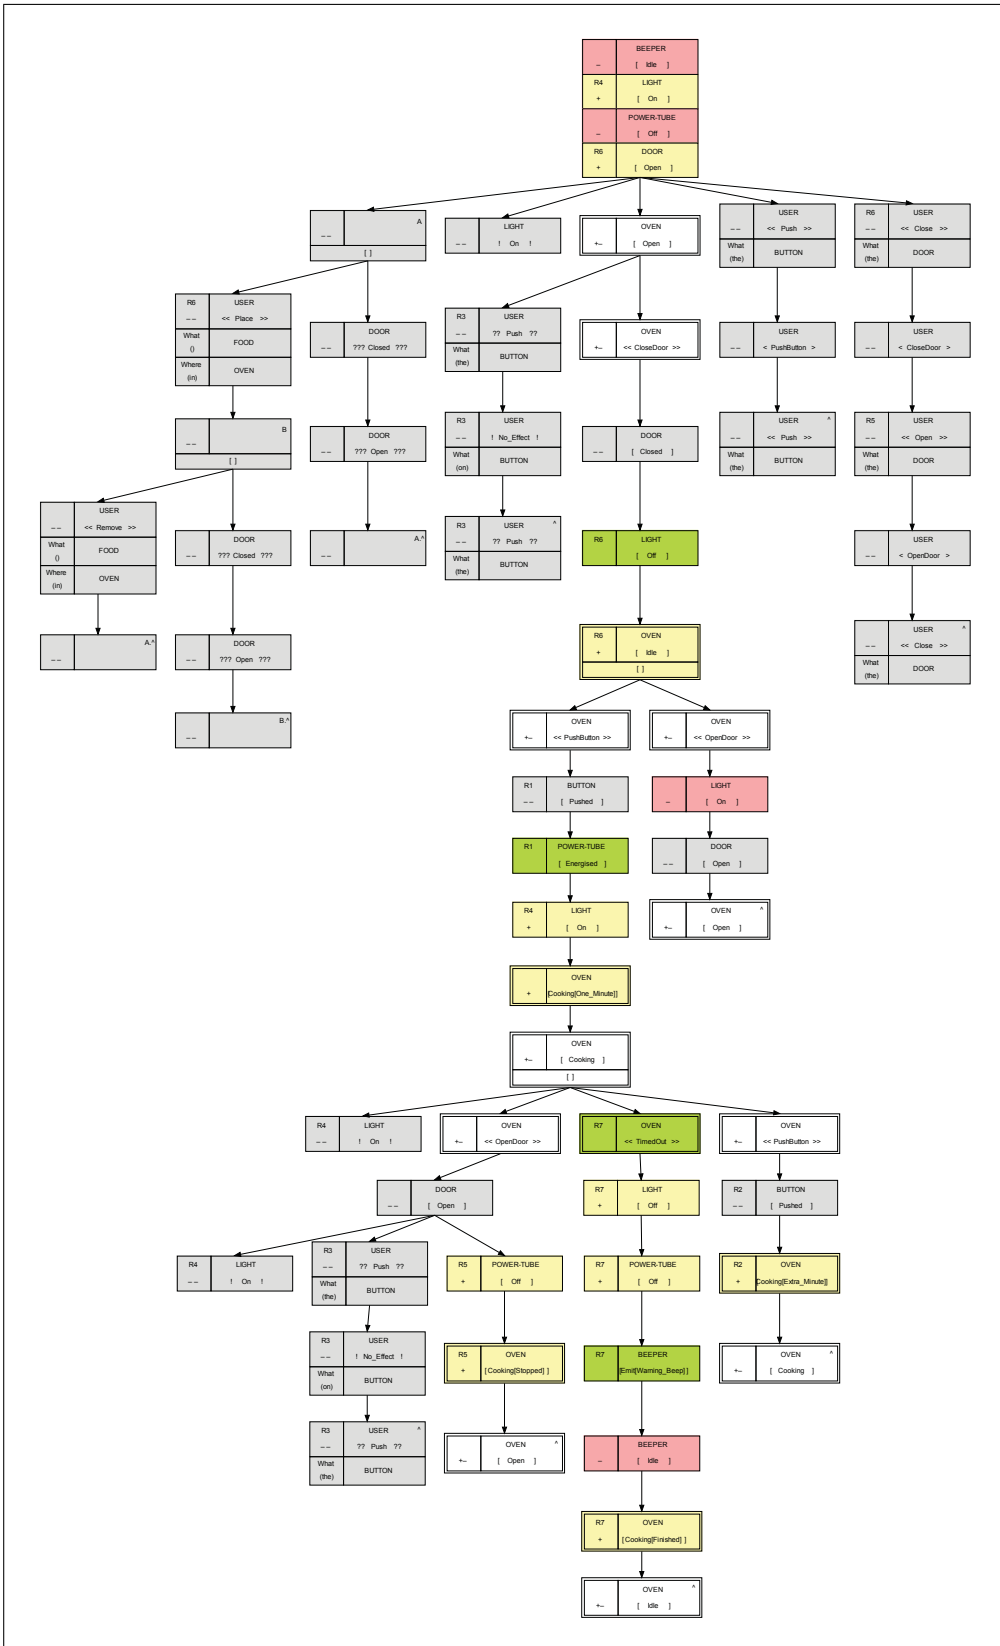 BEEPER
– [ Idle ]
R4 LIGHT
+ [ On ]
POWER-TUBE
– [ Off ]
R6 DOOR
+ [ Open ]
A
– –
[ ]
LIGHT
– – ! On !
OVEN
+– [ Open ]
USER
– – << Push >>
What (the) BUTTON
R6 USER
– – << Close >>
What (the) DOOR
R6 USER
– – << Place >>
What () FOOD
Where (in) OVEN
DOOR
– – ??? Closed ???
R3 USER
– – ?? Push ??
What (the) BUTTON
OVEN
+– << CloseDoor >>
USER
– – < PushButton >
USER
– – < CloseDoor >
B
– –
[ ]
DOOR
– – ??? Open ???
R3 USER
– – ! No_Effect !
What (on) BUTTON
DOOR
– – [ Closed ]
USER ^
– – << Push >>
What (the) BUTTON
R5 USER
– – << Open >>
What (the) DOOR
USER
– – << Remove >>
What () FOOD
Where (in) OVEN
DOOR
– – ??? Closed ???
A.^
– –
R3 USER ^
– – ?? Push ??
What (the) BUTTON
R6 LIGHT
[ Off ]
USER
– – < OpenDoor >
A.^
– –
DOOR
– – ??? Open ???
R6 OVEN
+ [ Idle ]
[ ]
USER ^
– – << Close >>
What (the) DOOR
B.^
– –
OVEN
+– << PushButton >>
OVEN
+– << OpenDoor >>
R1 BUTTON
– – [ Pushed ]
LIGHT
– [ On ]
R1 POWER-TUBE
[ Energised ]
DOOR
– – [ Open ]
R4 LIGHT
+ [ On ]
OVEN ^
+– [ Open ]
OVEN
+ [Cooking[One_Minute]]
OVEN
+– [ Cooking ]
[ ]
R4 LIGHT
– – ! On !
OVEN
+– << OpenDoor >>
R7 OVEN
<< TimedOut >>
OVEN
+– << PushButton >>
DOOR
– – [ Open ]
R7 LIGHT
+ [ Off ]
R2 BUTTON
– – [ Pushed ]
R4 LIGHT
– – ! On !
R3 USER
– – ?? Push ??
What (the) BUTTON
R5 POWER-TUBE
+ [ Off ]
R7 POWER-TUBE
+ [ Off ]
R2 OVEN
+ Cooking[Extra_Minute]]
R3 USER
– – ! No_Effect !
What (on) BUTTON
R5 OVEN
+ [Cooking[Stopped] ]
R7 BEEPER
[Emit[Warning_Beep]
OVEN ^
+– [ Cooking ]
R3 USER ^
– – ?? Push ??
What (the) BUTTON
OVEN ^
+– [ Open ]
BEEPER
– [ Idle ]
R7 OVEN
+ [Cooking[Finished] ]
OVEN ^
+– [ Idle ]